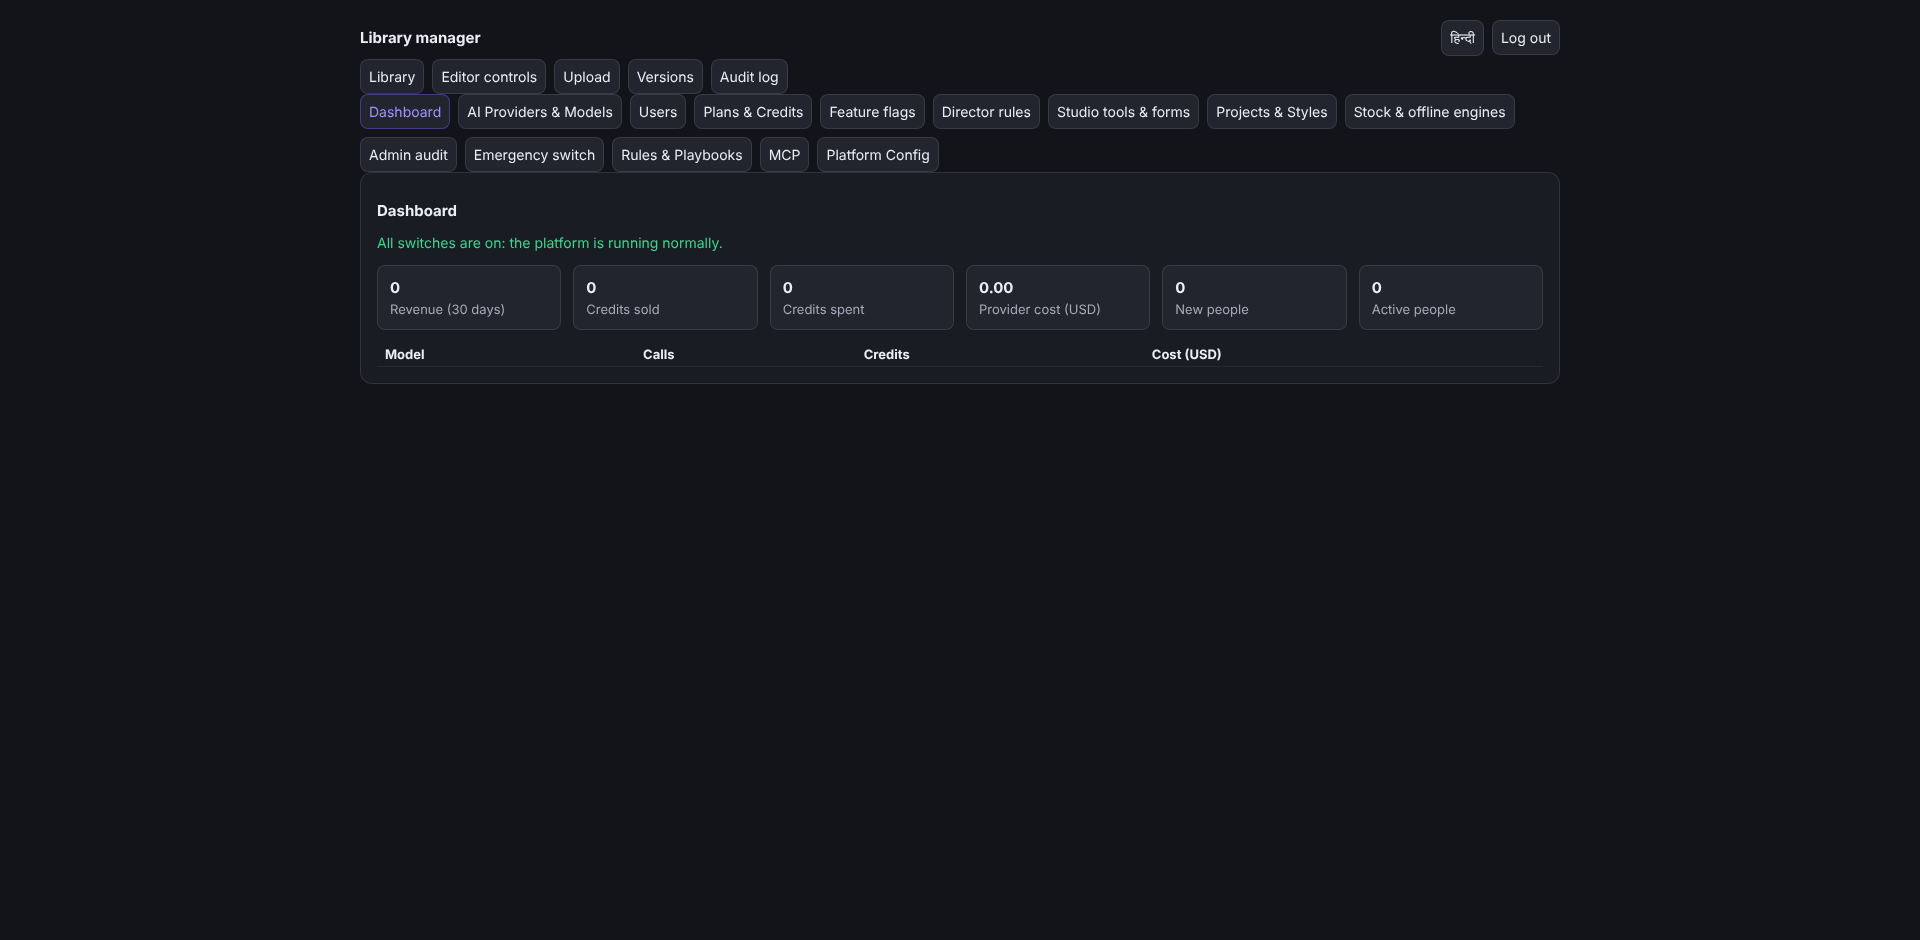 Library manager हिन्दी Log out
Library Editor controls Upload Versions Audit log
Dashboard AI Providers & Models Users Plans & Credits Feature flags Director rules Studio tools & forms Projects & Styles Stock & offline engines
Admin audit Emergency switch Rules & Playbooks MCP Platform Config
Dashboard
All switches are on: the platform is running normally.
0 0 0 0.00 0 0
Revenue (30 days) Credits sold Credits spent Provider cost (USD) New people Active people
Model Calls Credits Cost (USD)